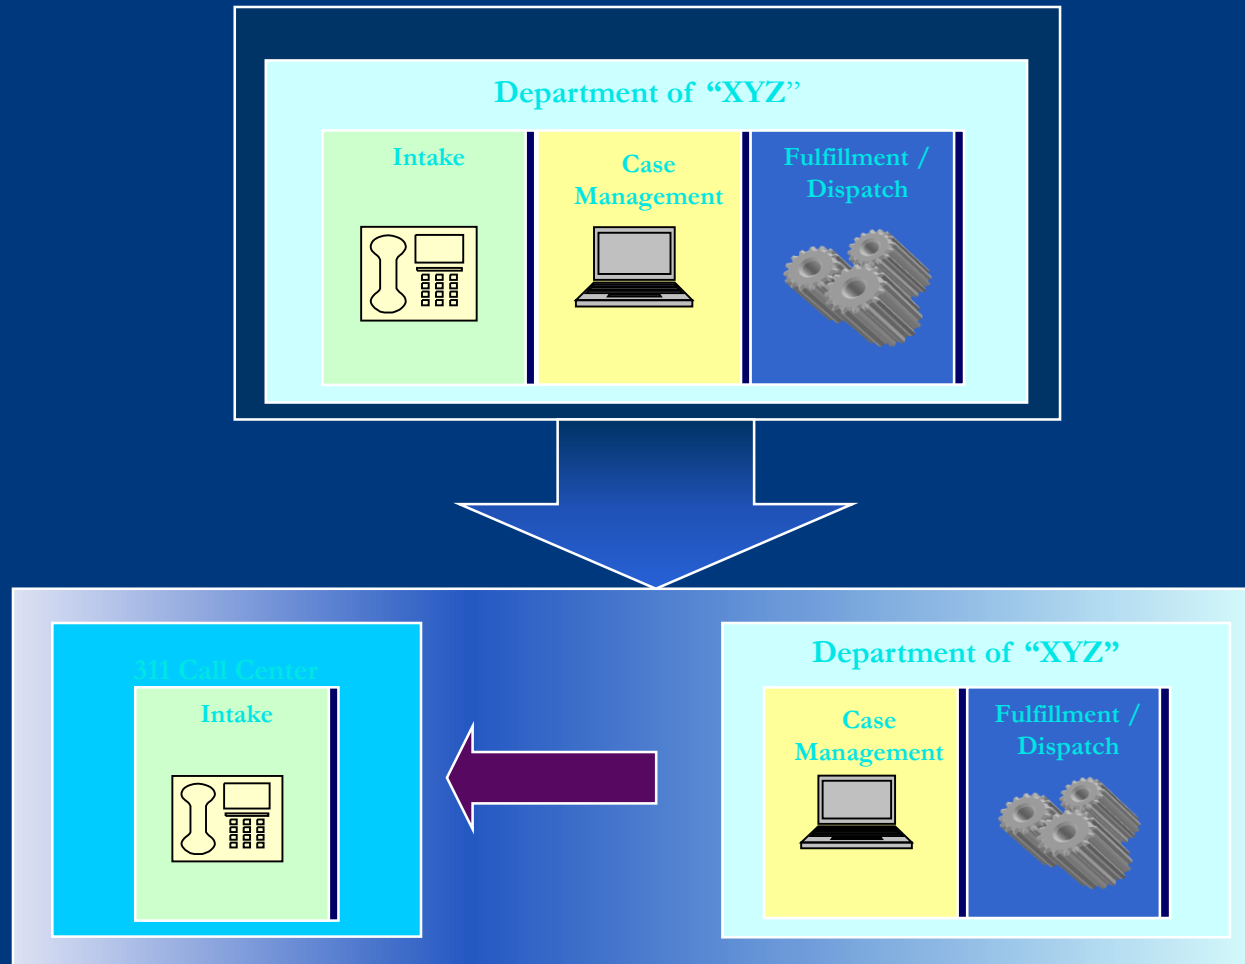 Department of “XYZ”
Intake
Case
Management
Fulfillment /
Dispatch
311 Call Center
Intake
Department of “XYZ”
Case
Management
Fulfillment /
Dispatch